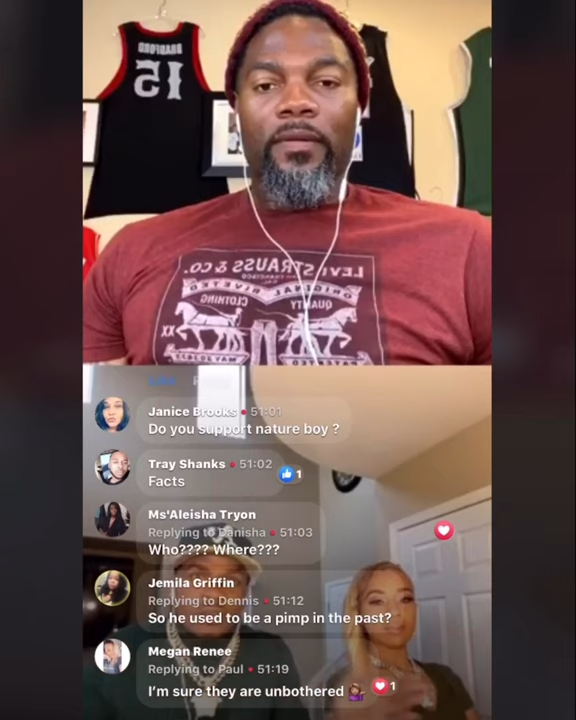 BRADFORD
15
LEVI STRAUSS & CO.
ORIGINAL RIVETED
QUALITY CLOTHING
XX
Janice Brooks • 51:01
Do you support nature boy ?
Tray Shanks • 51:02
Facts
1
Ms'Aleisha Tryon
Replying to Danisha • 51:03
Who???? Where???
Jemila Griffin
Replying to Dennis • 51:12
So he used to be a pimp in the past?
Megan Renee
Replying to Paul • 51:19
I'm sure they are unbothered 💁🏽‍♀️
1